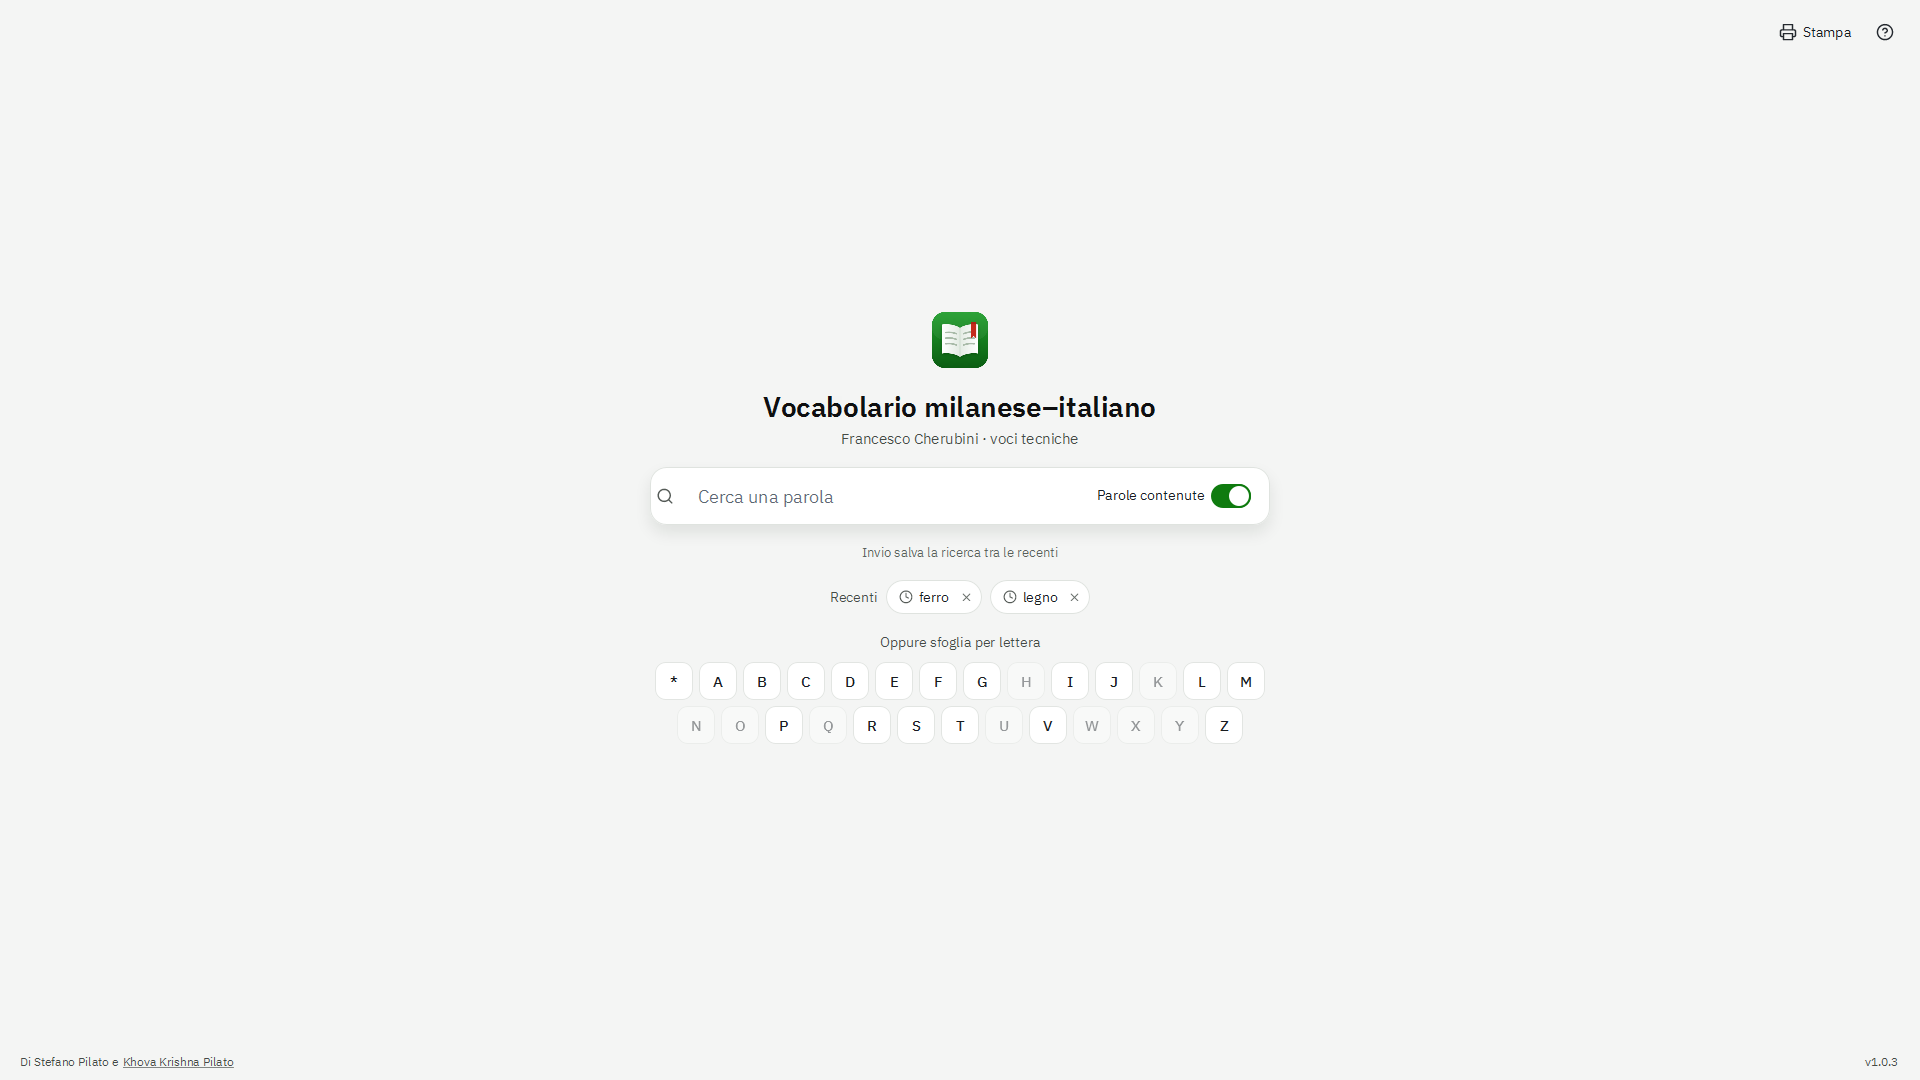 Stampa
Vocabolario milanese–italiano
Francesco Cherubini · voci tecniche
Cerca una parola
Parole contenute
Invio salva la ricerca tra le recenti
Recenti ferro legno
Oppure sfoglia per lettera
* A B C D E F G H I J K L M
N O P Q R S T U V W X Y Z
Di Stefano Pilato e Khova Krishna Pilato
v1.0.3